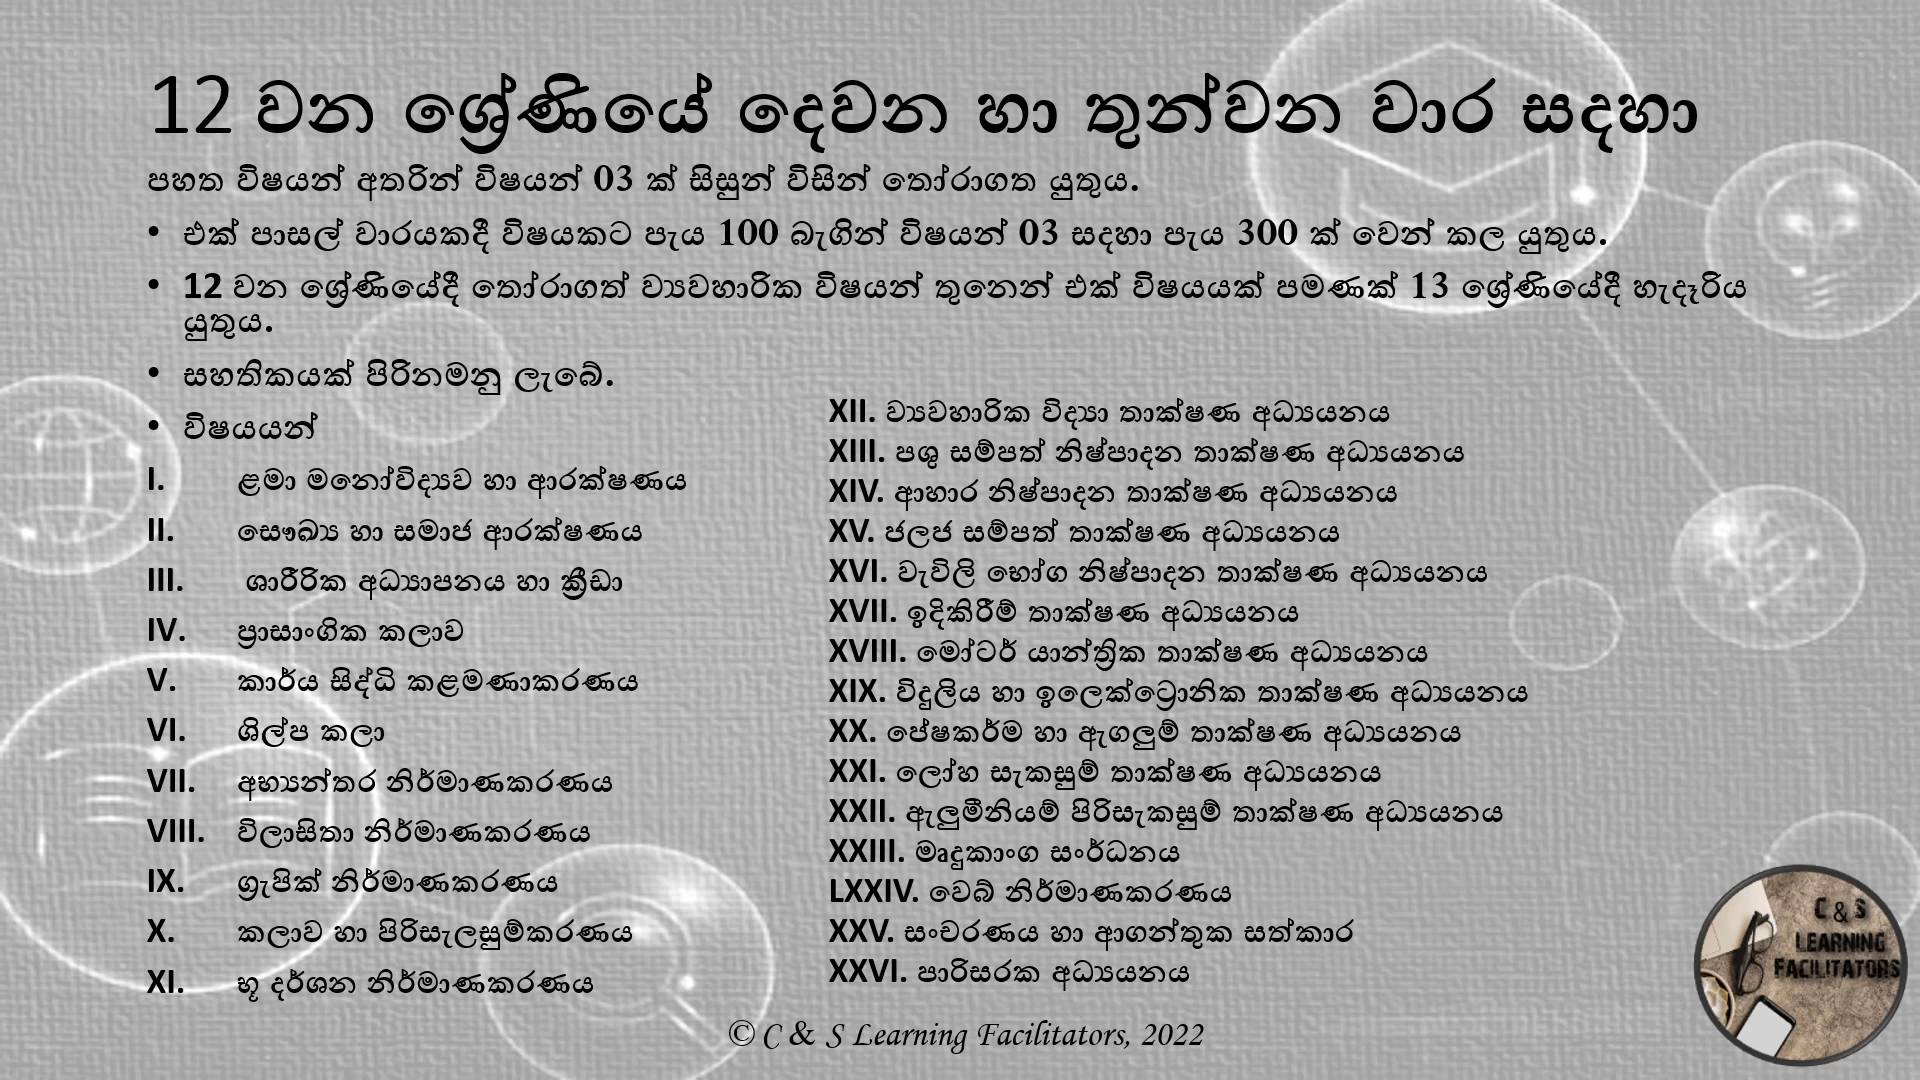 12 වන ශ්‍රේණියේ දෙවන හා තුන්වන වාර සදහා
පහත විෂයන් අතරින් විෂයන් 03 ක් සිසුන් විසින් තෝරාගත යුතුය.
• එක් පාසල් වාරයකදී විෂයකට පැය 100 බැගින් විෂයන් 03 සදහා පැය 300 ක් වෙන් කල යුතුය.
• 12 වන ශ්‍රේණියේදී තෝරාගත් ව්‍යවහාරික විෂයන් තුනෙන් එක් විෂයයක් පමණක් 13 ශ්‍රේණියේදී හැදෑරිය
යුතුය.
• සහතිකයක් පිරිනමනු ලැබේ.
• විෂයයන්
I. ළමා මනෝවිද්‍යාව හා ආරක්ෂණය
II. සෞඛ්‍ය හා සමාජ ආරක්ෂණය
III. ශාරීරික අධ්‍යාපනය හා ක්‍රීඩා
IV. ප්‍රාසාංගික කලාව
V. කාර්ය සිද්ධි කළමණාකරණය
VI. ශිල්ප කලා
VII. අභ්‍යන්තර නිර්මාණකරණය
VIII. විලාසිතා නිර්මාණකරණය
IX. ග්‍රැපික් නිර්මාණකරණය
X. කලාව හා පිරිසැලසුම්කරණය
XI. භූ දර්ශන නිර්මාණකරණය
XII. ව්‍යවහාරික විද්‍යා තාක්ෂණ අධ්‍යයනය
XIII. පශු සම්පත් නිෂ්පාදන තාක්ෂණ අධ්‍යයනය
XIV. ආහාර නිෂ්පාදන තාක්ෂණ අධ්‍යයනය
XV. ජලජ සම්පත් තාක්ෂණ අධ්‍යයනය
XVI. වැවිලි භෝග නිෂ්පාදන තාක්ෂණ අධ්‍යයනය
XVII. ඉදිකිරීම් තාක්ෂණ අධ්‍යයනය
XVIII. මෝටර් යාන්ත්‍රික තාක්ෂණ අධ්‍යයනය
XIX. විදුලිය හා ඉලෙක්ට්‍රොනික තාක්ෂණ අධ්‍යයනය
XX. පේෂකර්ම හා ඇගලුම් තාක්ෂණ අධ්‍යයනය
XXI. ලෝහ සැකසුම් තාක්ෂණ අධ්‍යයනය
XXII. ඇලුමීනියම් පිරිසැකසුම් තාක්ෂණ අධ්‍යයනය
XXIII. මෘදුකාංග සංර්ධනය
LXXIV. වෙබ් නිර්මාණකරණය
XXV. සංචරණය හා ආගන්තුක සත්කාර
XXVI. පාරිසරක අධ්‍යයනය
C & S
LEARNING
FACILITATORS
© C & S Learning Facilitators, 2022